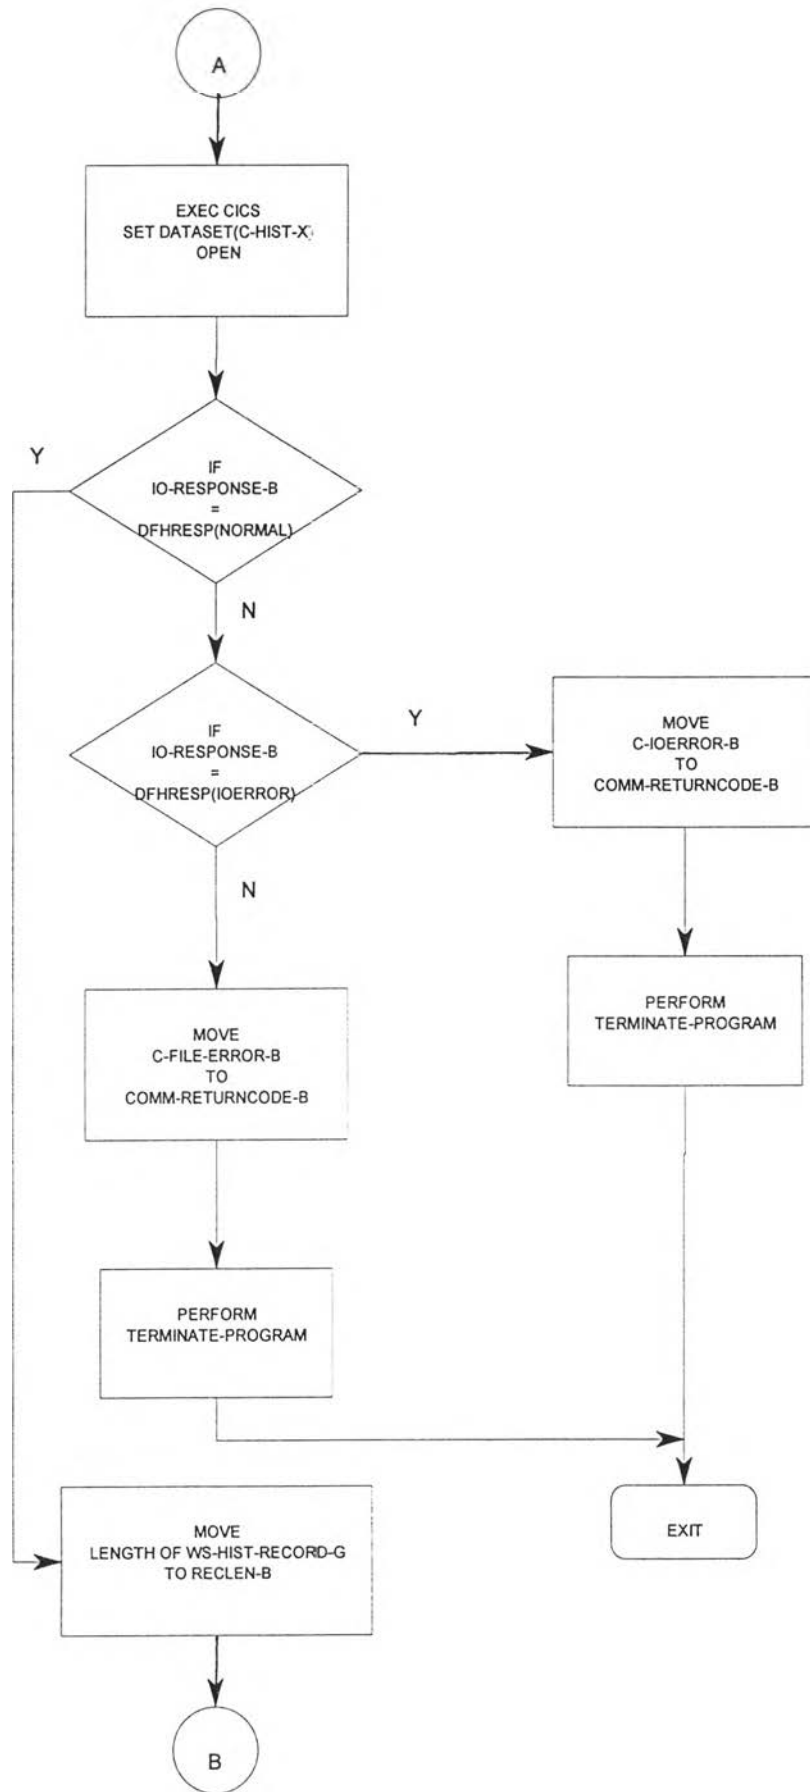 A
EXEC CICS
SET DATASET(C-HIST-X)
OPEN
Y
IF
IO-RESPONSE-B
=
DFHRESP(NORMAL)
N
IF
IO-RESPONSE-B
=
DFHRESP(IOERROR)
Y
MOVE
C-IOERROR-B
TO
COMM-RETURNCODE-B
N
PERFORM
TERMINATE-PROGRAM
MOVE
C-FILE-ERROR-B
TO
COMM-RETURNCODE-B
PERFORM
TERMINATE-PROGRAM
EXIT
MOVE
LENGTH OF WS-HIST-RECORD-G
TO RECLEN-B
B